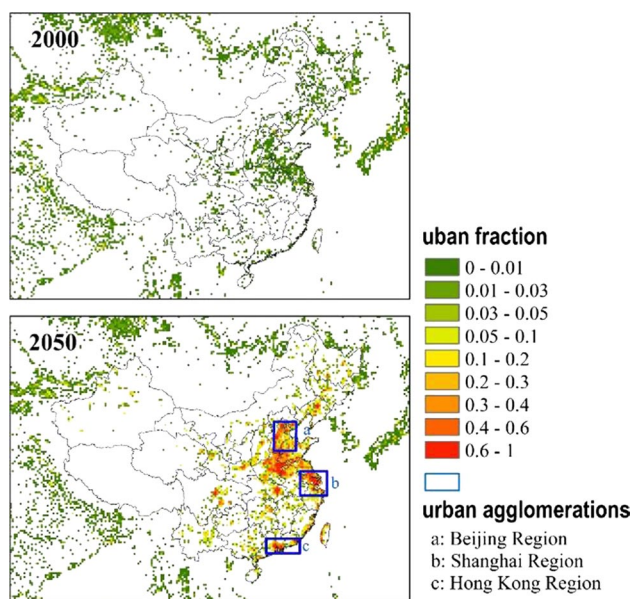 2000
2050
a
b
c
uban fraction
0 - 0.01
0.01 - 0.03
0.03 - 0.05
0.05 - 0.1
0.1 - 0.2
0.2 - 0.3
0.3 - 0.4
0.4 - 0.6
0.6 - 1
urban agglomerations
a: Beijing Region
b: Shanghai Region
c: Hong Kong Region